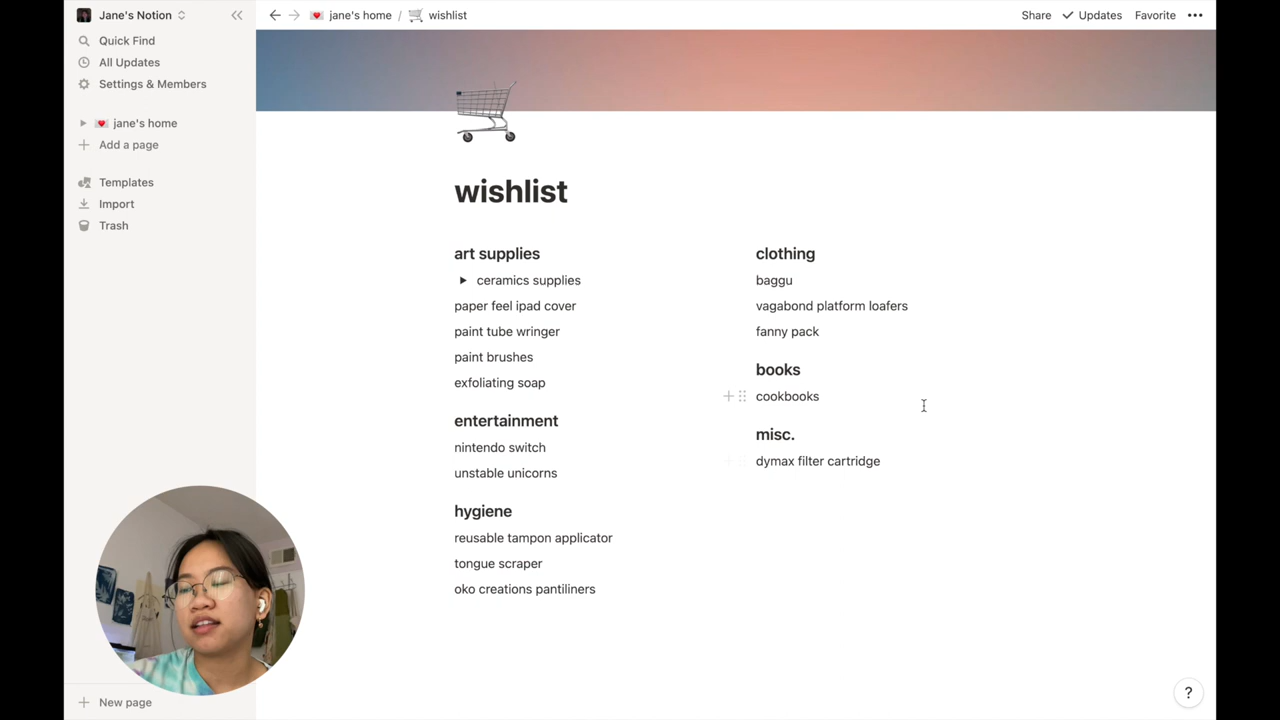 Jane's Notion
Quick Find
All Updates
Settings & Members
jane's home
Add a page
Templates
Import
Trash
New page
jane's home / wishlist
Share Updates Favorite
wishlist
art supplies
ceramics supplies
paper feel ipad cover
paint tube wringer
paint brushes
exfoliating soap
entertainment
nintendo switch
unstable unicorns
hygiene
reusable tampon applicator
tongue scraper
oko creations pantiliners
clothing
baggu
vagabond platform loafers
fanny pack
books
cookbooks
misc.
dymax filter cartridge
?